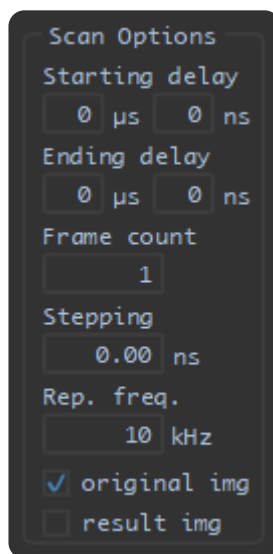 Scan Options
Starting delay
0 µs 0 ns
Ending delay
0 µs 0 ns
Frame count
1
Stepping
0.00 ns
Rep. freq.
10 kHz
original img
result img